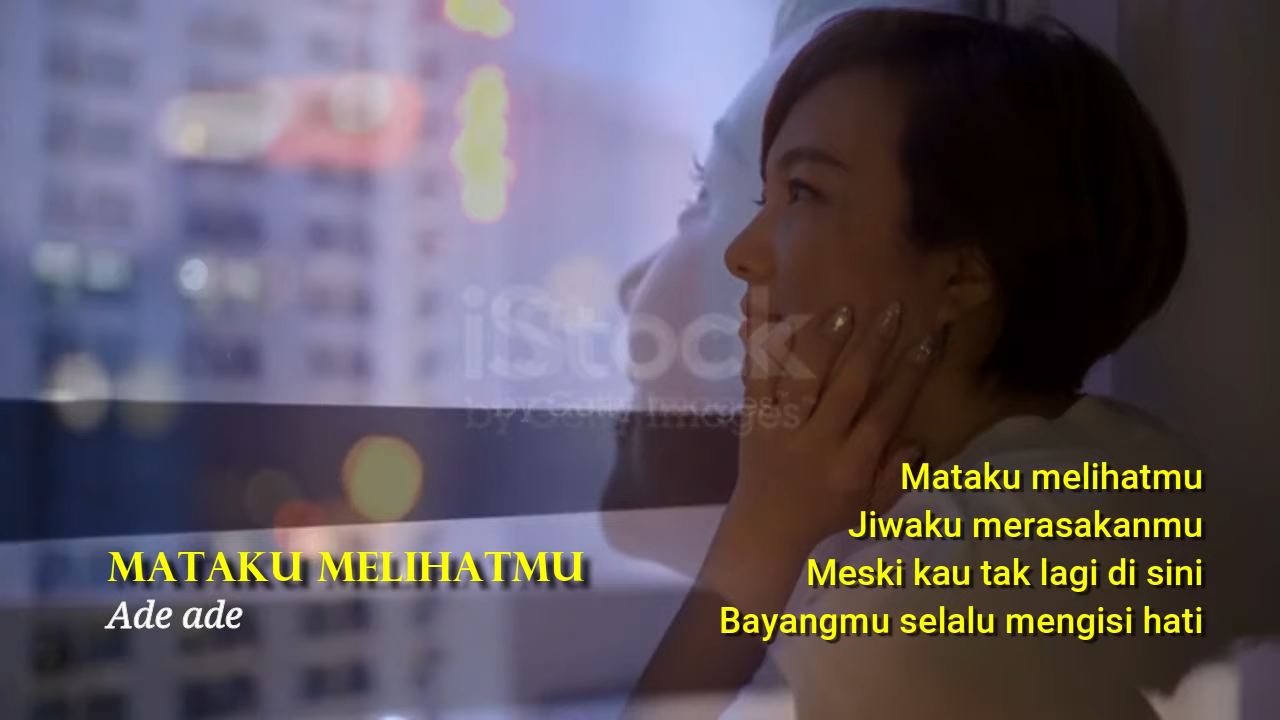 iStock
by Getty Images
MATAKU MELIHATMU
Ade ade
Mataku melihatmu
Jiwaku merasakanmu
Meski kau tak lagi di sini
Bayangmu selalu mengisi hati